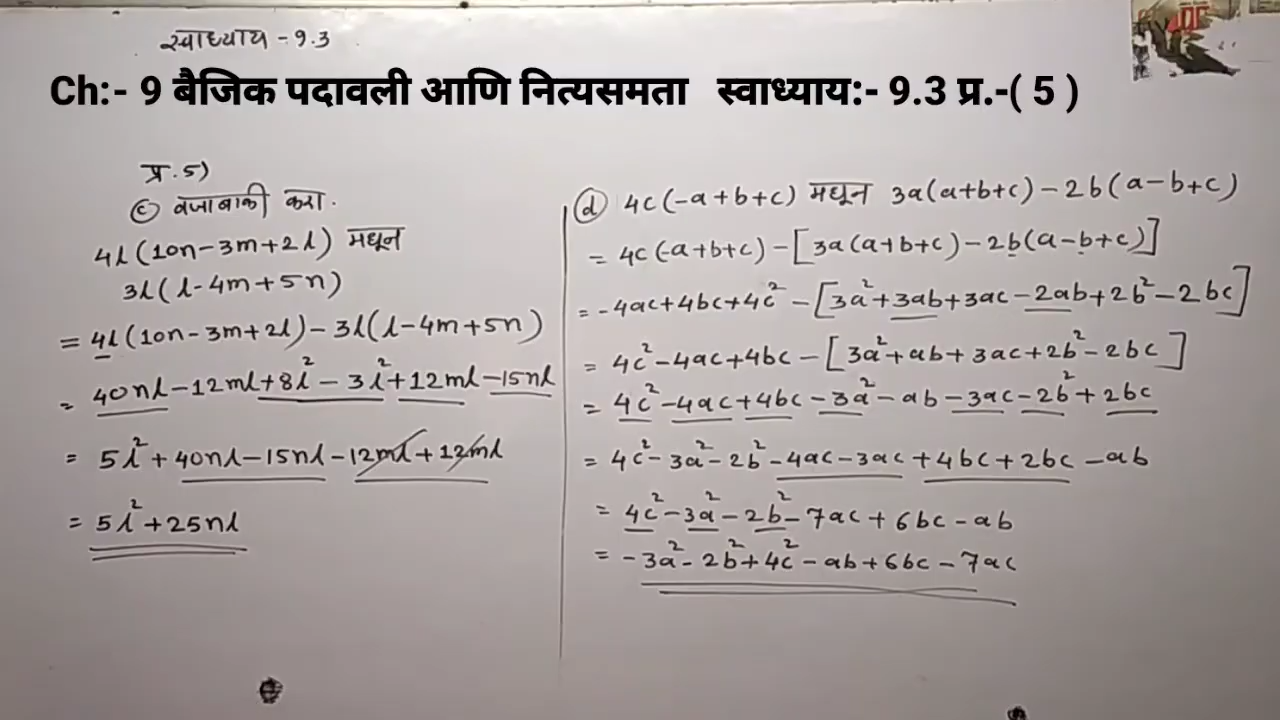 स्वाध्याय - 9.3
Ch:- 9 बैजिक पदावली आणि नित्यसमता स्वाध्याय:- 9.3 प्र.-( 5 )
प्र. 5)
ⓒ वजाबाकी करा.
4l(10n-3m+2l) मधून
3l(l-4m+5n)
= 4l(10n-3m+2l)-3l(l-4m+5n)
= 40nl-12ml+8l²-3l²+12ml-15nl
= 5l²+40nl-15nl-12ml+12ml
= 5l²+25nl
ⓓ 4c(-a+b+c) मधून 3a(a+b+c)-2b(a-b+c)
= 4c(-a+b+c)-[3a(a+b+c)-2b(a-b+c)]
= -4ac+4bc+4c²-[3a²+3ab+3ac-2ab+2b²-2bc]
= 4c²-4ac+4bc-[3a²+ab+3ac+2b²-2bc]
= 4c²-4ac+4bc-3a²-ab-3ac-2b²+2bc
= 4c²-3a²-2b²-4ac-3ac+4bc+2bc-ab
= 4c²-3a²-2b²-7ac+6bc-ab
= -3a²-2b²+4c²-ab+6bc-7ac